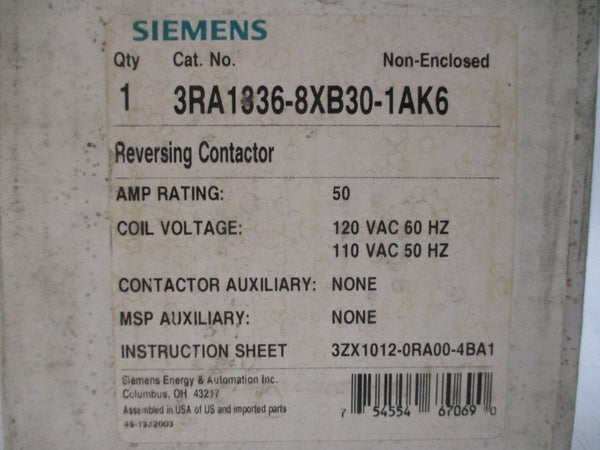 SIEMENS
Qty Cat. No. Non-Enclosed
1 3RA1336-8XB30-1AK6
Reversing Contactor
AMP RATING: 50
COIL VOLTAGE: 120 VAC 60 HZ
110 VAC 50 HZ
CONTACTOR AUXILIARY: NONE
MSP AUXILIARY: NONE
INSTRUCTION SHEET 3ZX1012-0RA00-4BA1
Siemens Energy & Automation Inc.
Columbus, OH 43217
Assembled in USA of US and imported parts
7 54554 67069 0